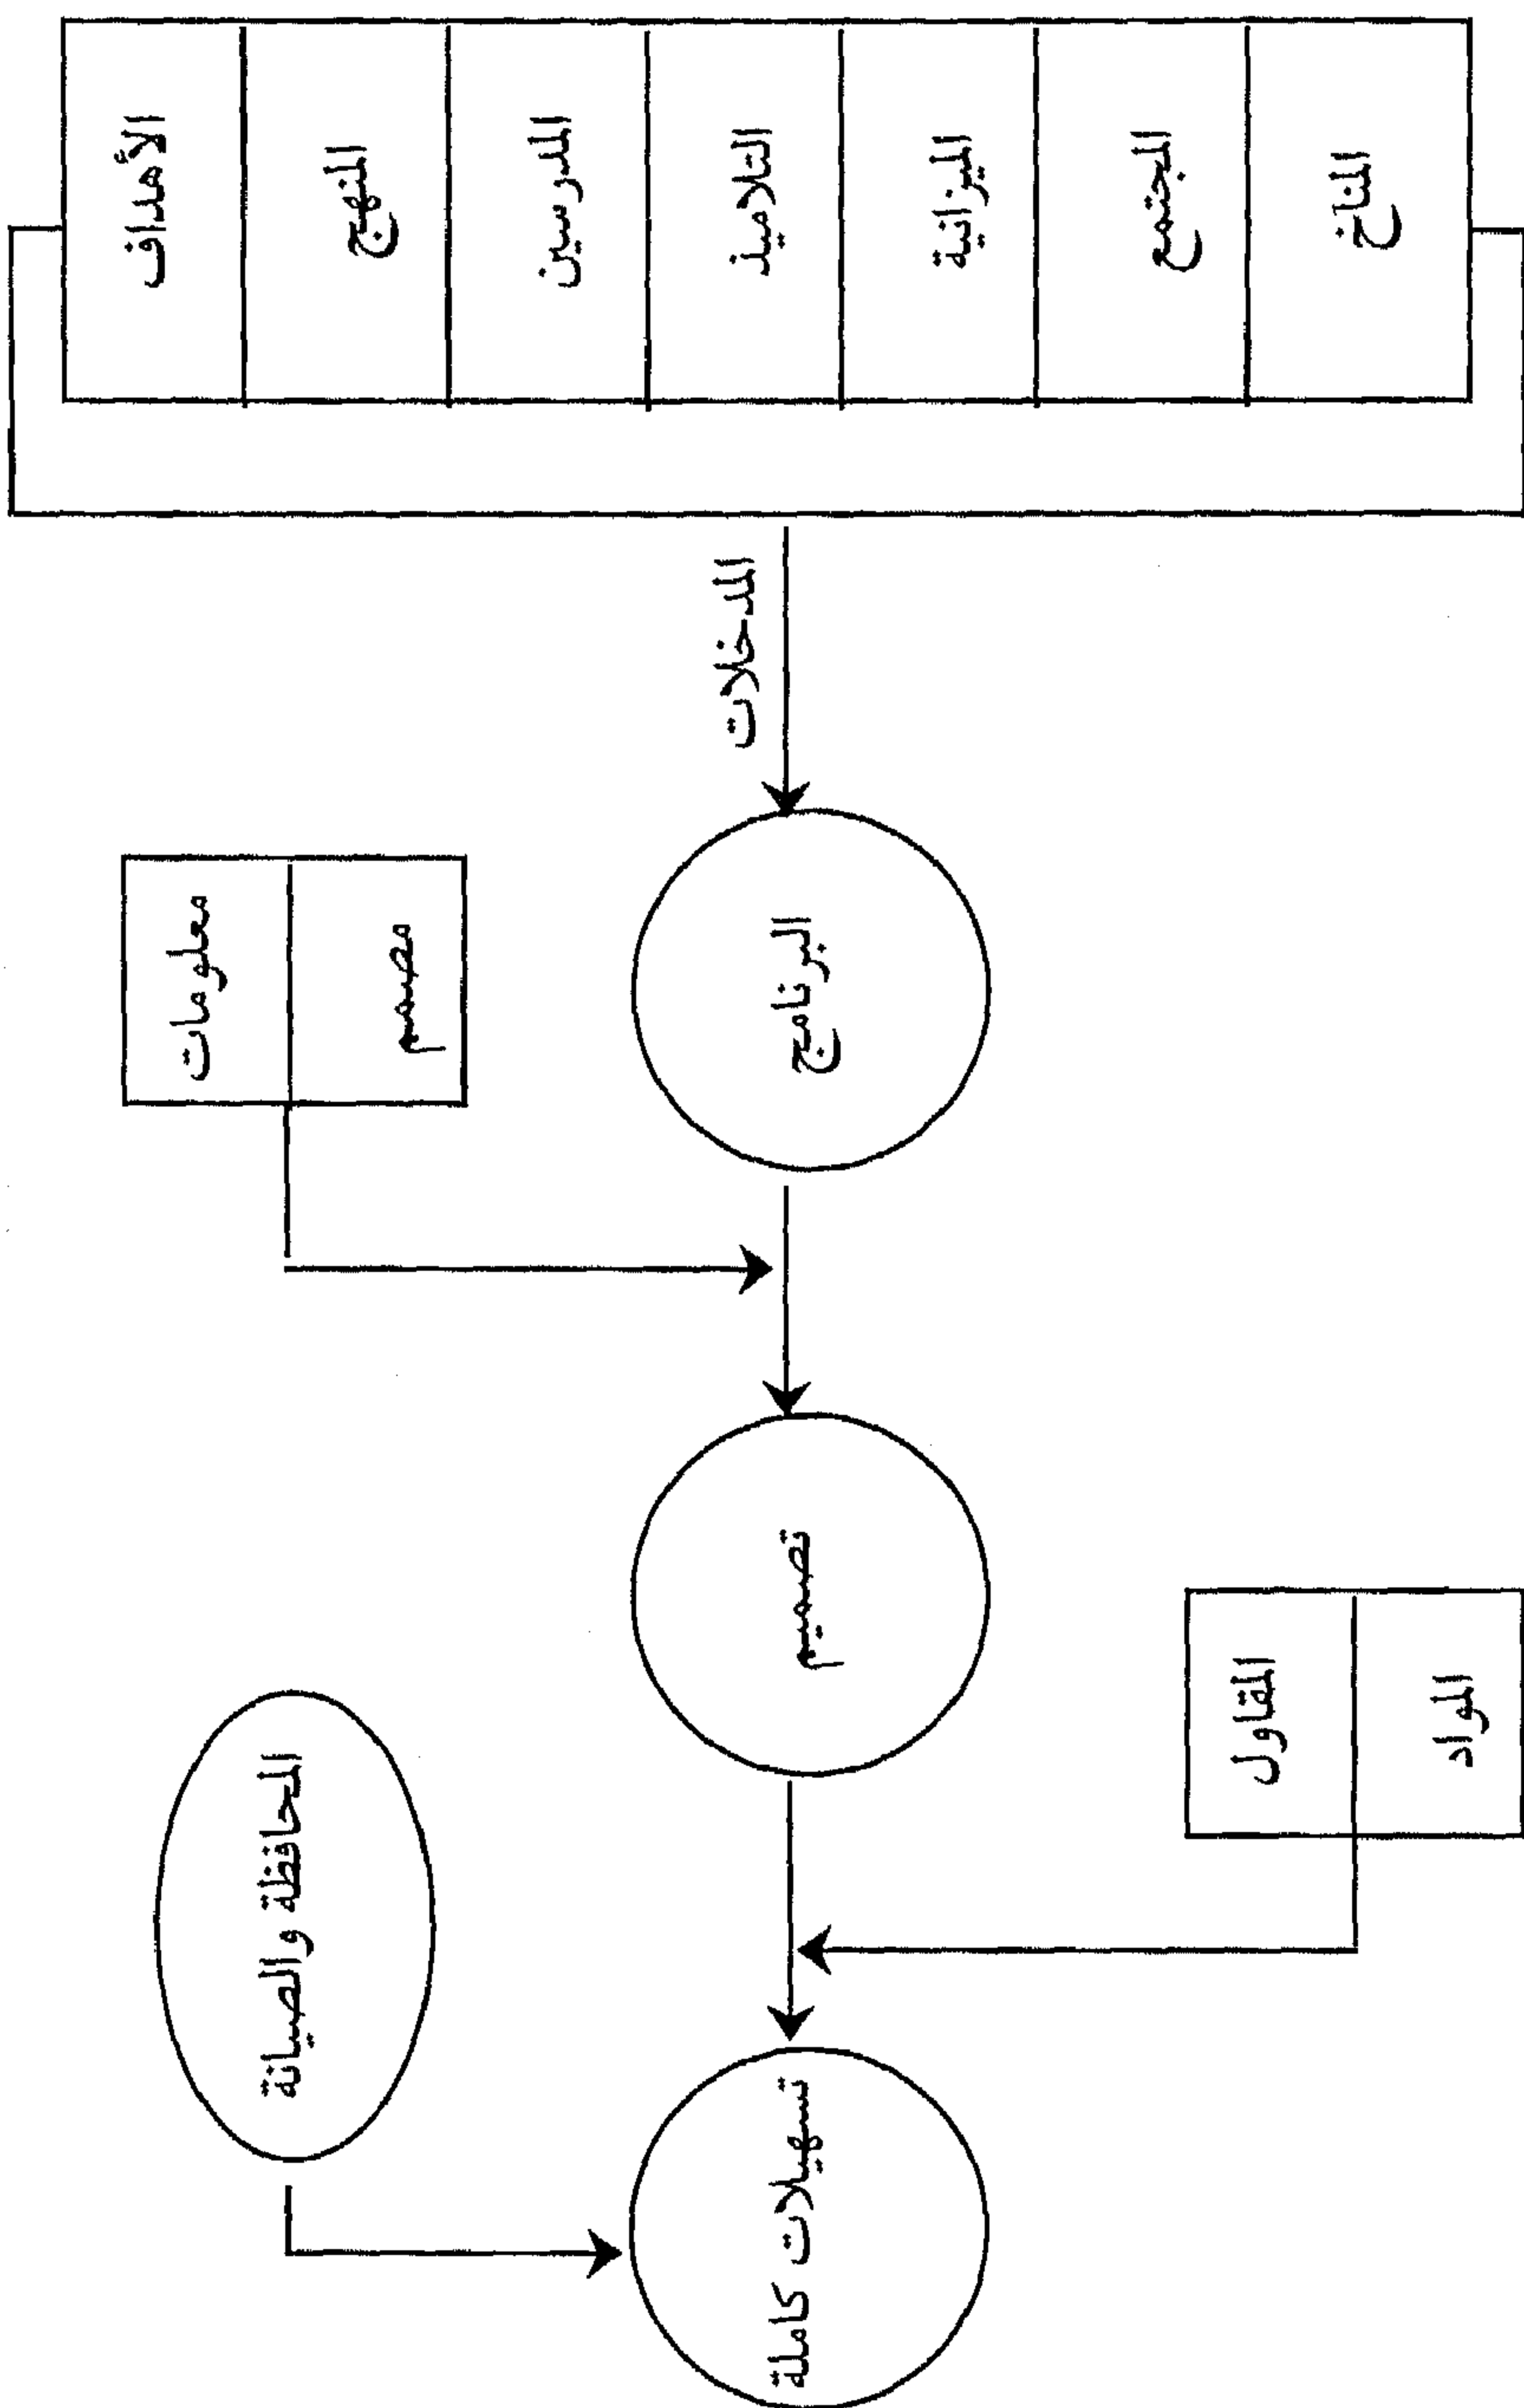 الأهداف
المنهج
المدرسين
التلاميذ
الميزانية
المجتمع
المناخ
المدخلات
معلومات
مصمم
البرنامج
تصميم
المقاول
المواد
المحافظة والصيانة
تسهيلات كاملة